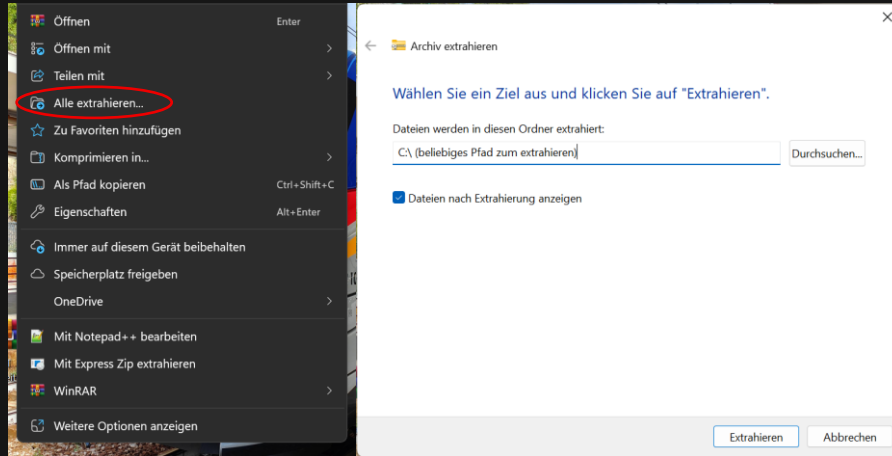 Öffnen Enter
Öffnen mit
Teilen mit
Alle extrahieren...
Zu Favoriten hinzufügen
Komprimieren in...
Als Pfad kopieren Ctrl+Shift+C
Eigenschaften Alt+Enter
Immer auf diesem Gerät beibehalten
Speicherplatz freigeben
OneDrive
Mit Notepad++ bearbeiten
Mit Express Zip extrahieren
WinRAR
Weitere Optionen anzeigen
Archiv extrahieren
Wählen Sie ein Ziel aus und klicken Sie auf "Extrahieren".
Dateien werden in diesen Ordner extrahiert:
C:\ (beliebiges Pfad zum extrahieren)
Durchsuchen...
Dateien nach Extrahierung anzeigen
Extrahieren Abbrechen